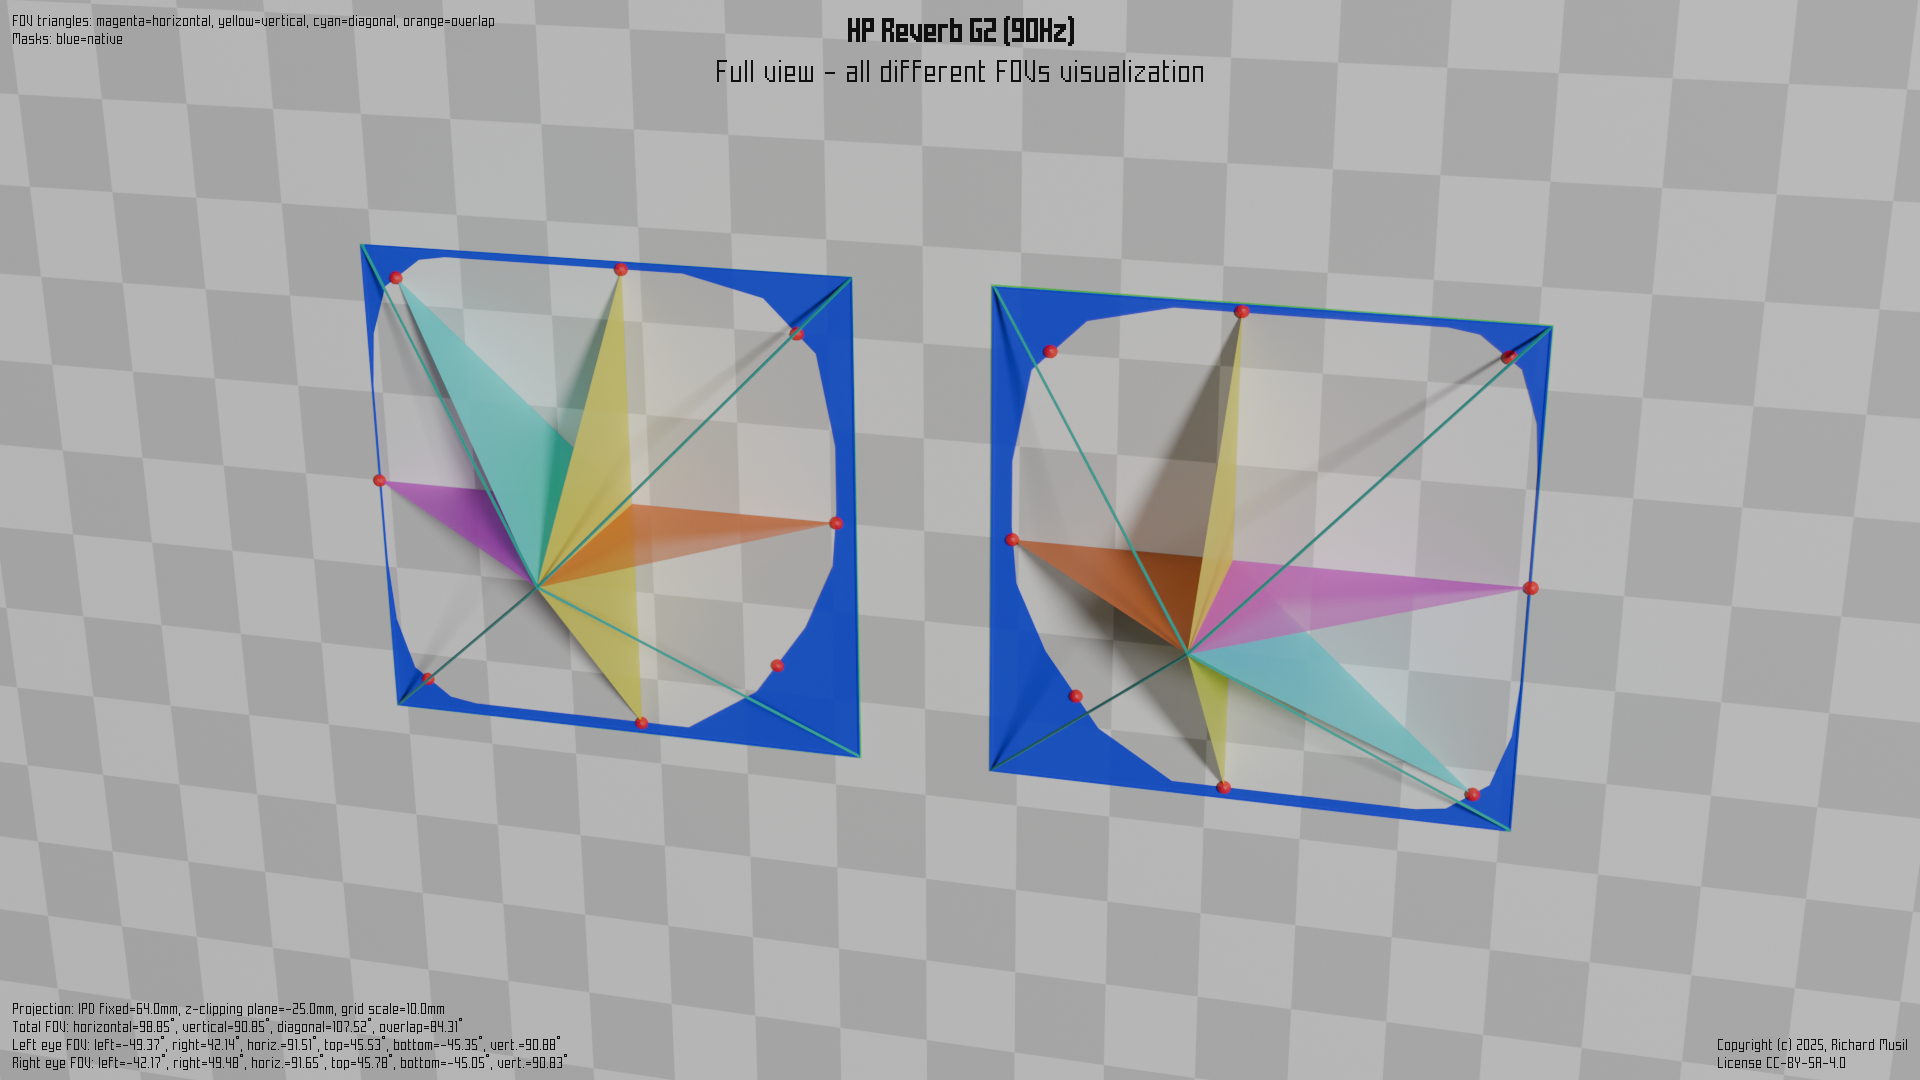 FOV triangles: magenta=horizontal, yellow=vertical, cyan=diagonal, orange=overlap
Masks: blue=native
HP Reverb G2 (90Hz)
Full view - all different FOVs visualization
Projection: IPD fixed=64.0mm, z-clipping plane=-25.0mm, grid scale=10.0mm
Total FOV: horizontal=98.85°, vertical=90.85°, diagonal=107.52°, overlap=84.31°
Left eye FOV: left=-49.37°, right=42.14°, horiz.=91.51°, top=45.53°, bottom=-45.35°, vert.=90.88°
Right eye FOV: left=-42.17°, right=49.48°, horiz.=91.65°, top=45.78°, bottom=-45.05°, vert.=90.83°
Copyright (c) 2025, Richard Musil
License CC-BY-SA-4.0